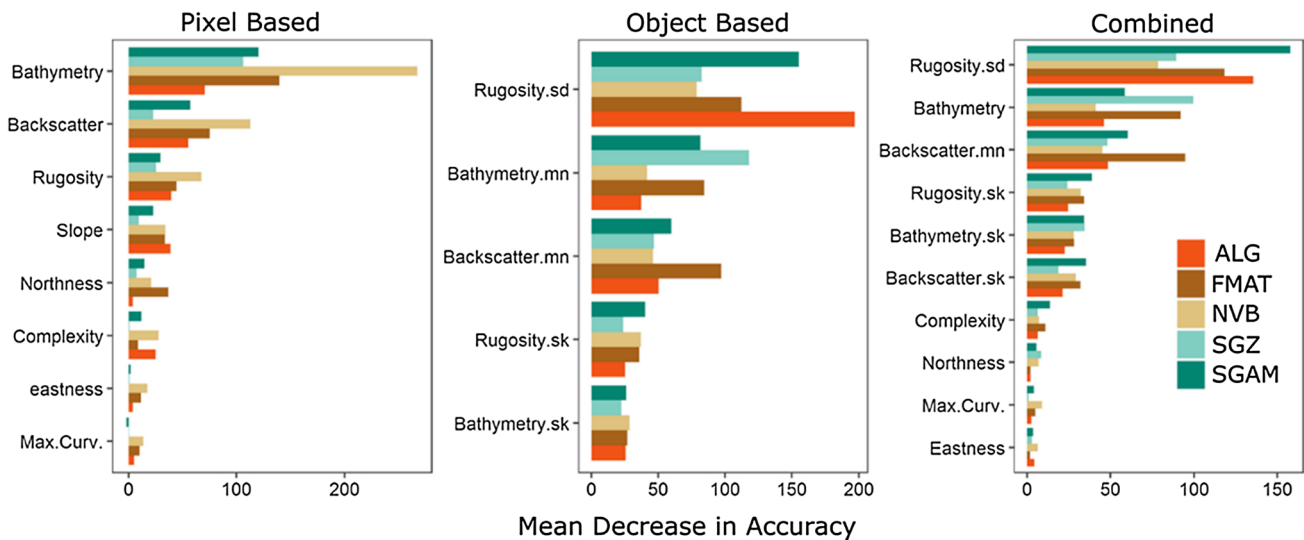 Pixel Based
Object Based
Combined
Bathymetry
Backscatter
Rugosity
Slope
Northness
Complexity
eastness
Max.Curv.
0
100
200
Rugosity.sd
Bathymetry.mn
Backscatter.mn
Rugosity.sk
Bathymetry.sk
0
50
100
150
200
Rugosity.sd
Bathymetry
Backscatter.mn
Rugosity.sk
Bathymetry.sk
Backscatter.sk
Complexity
Northness
Max.Curv.
Eastness
0
50
100
150
ALG
FMAT
NVB
SGZ
SGAM
Mean Decrease in Accuracy